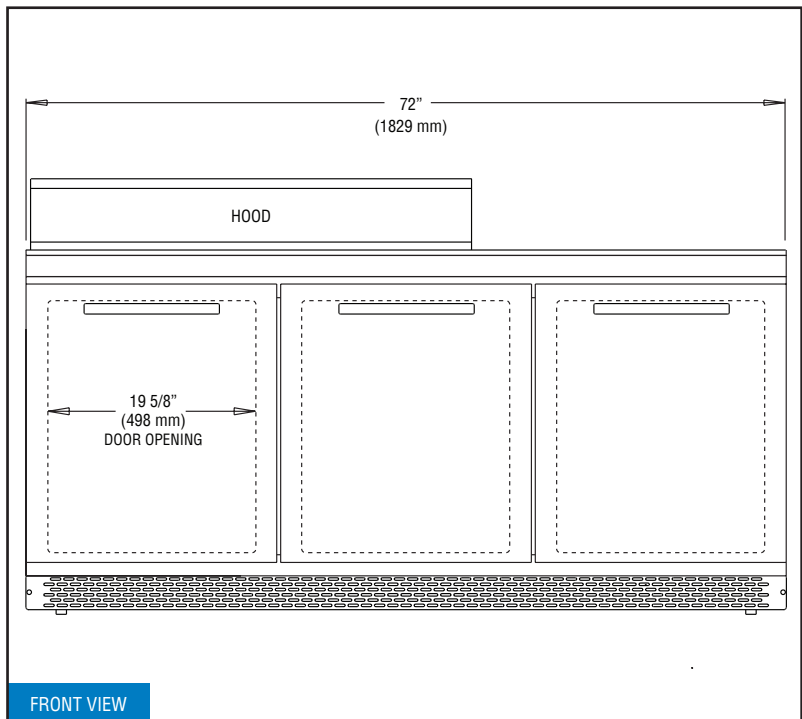 72”
(1829 mm)
HOOD
19 5/8”
(498 mm)
DOOR OPENING
FRONT VIEW